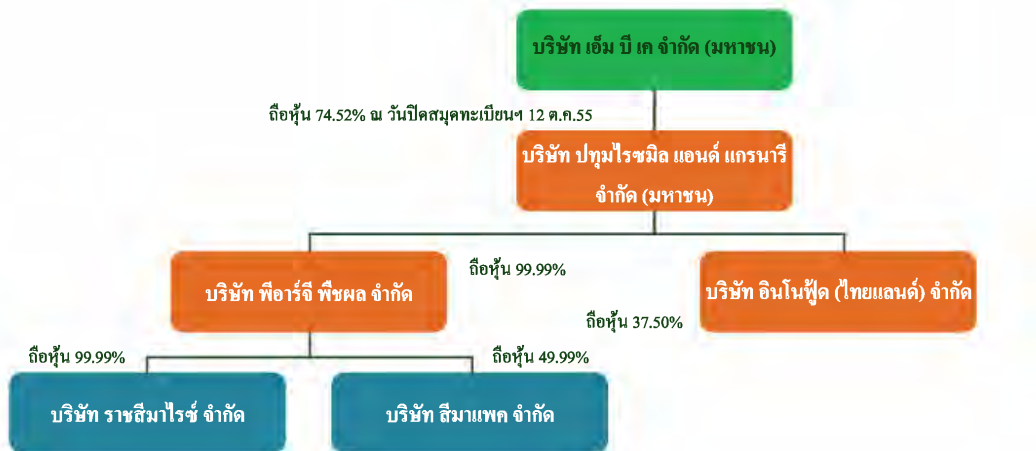 บริษัท เอ็ม บี เค จำกัด (มหาชน)
ถือหุ้น 74.52% ณ วันปิดสมุดทะเบียนฯ 12 ต.ค.55
บริษัท ปทุมไรซมิล แอนด์ แกรนารี
จำกัด (มหาชน)
ถือหุ้น 99.99%
บริษัท พีอาร์จี พืชผล จำกัด
บริษัท อินโนฟู้ด (ไทยแลนด์) จำกัด
ถือหุ้น 37.50%
ถือหุ้น 99.99%
ถือหุ้น 49.99%
บริษัท ราชสีมาไรซ์ จำกัด
บริษัท สีมาแพค จำกัด